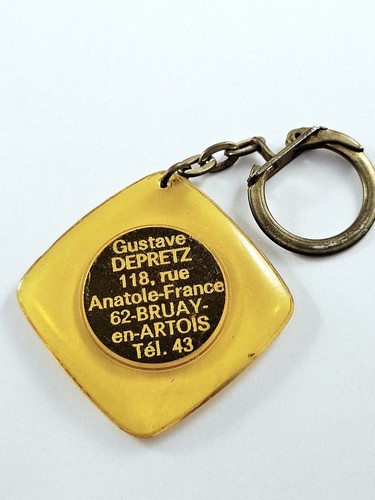 Gustave
DEPRETZ
118, rue
Anatole-France
62-BRUAY-
en-ARTOIS
Tél. 43